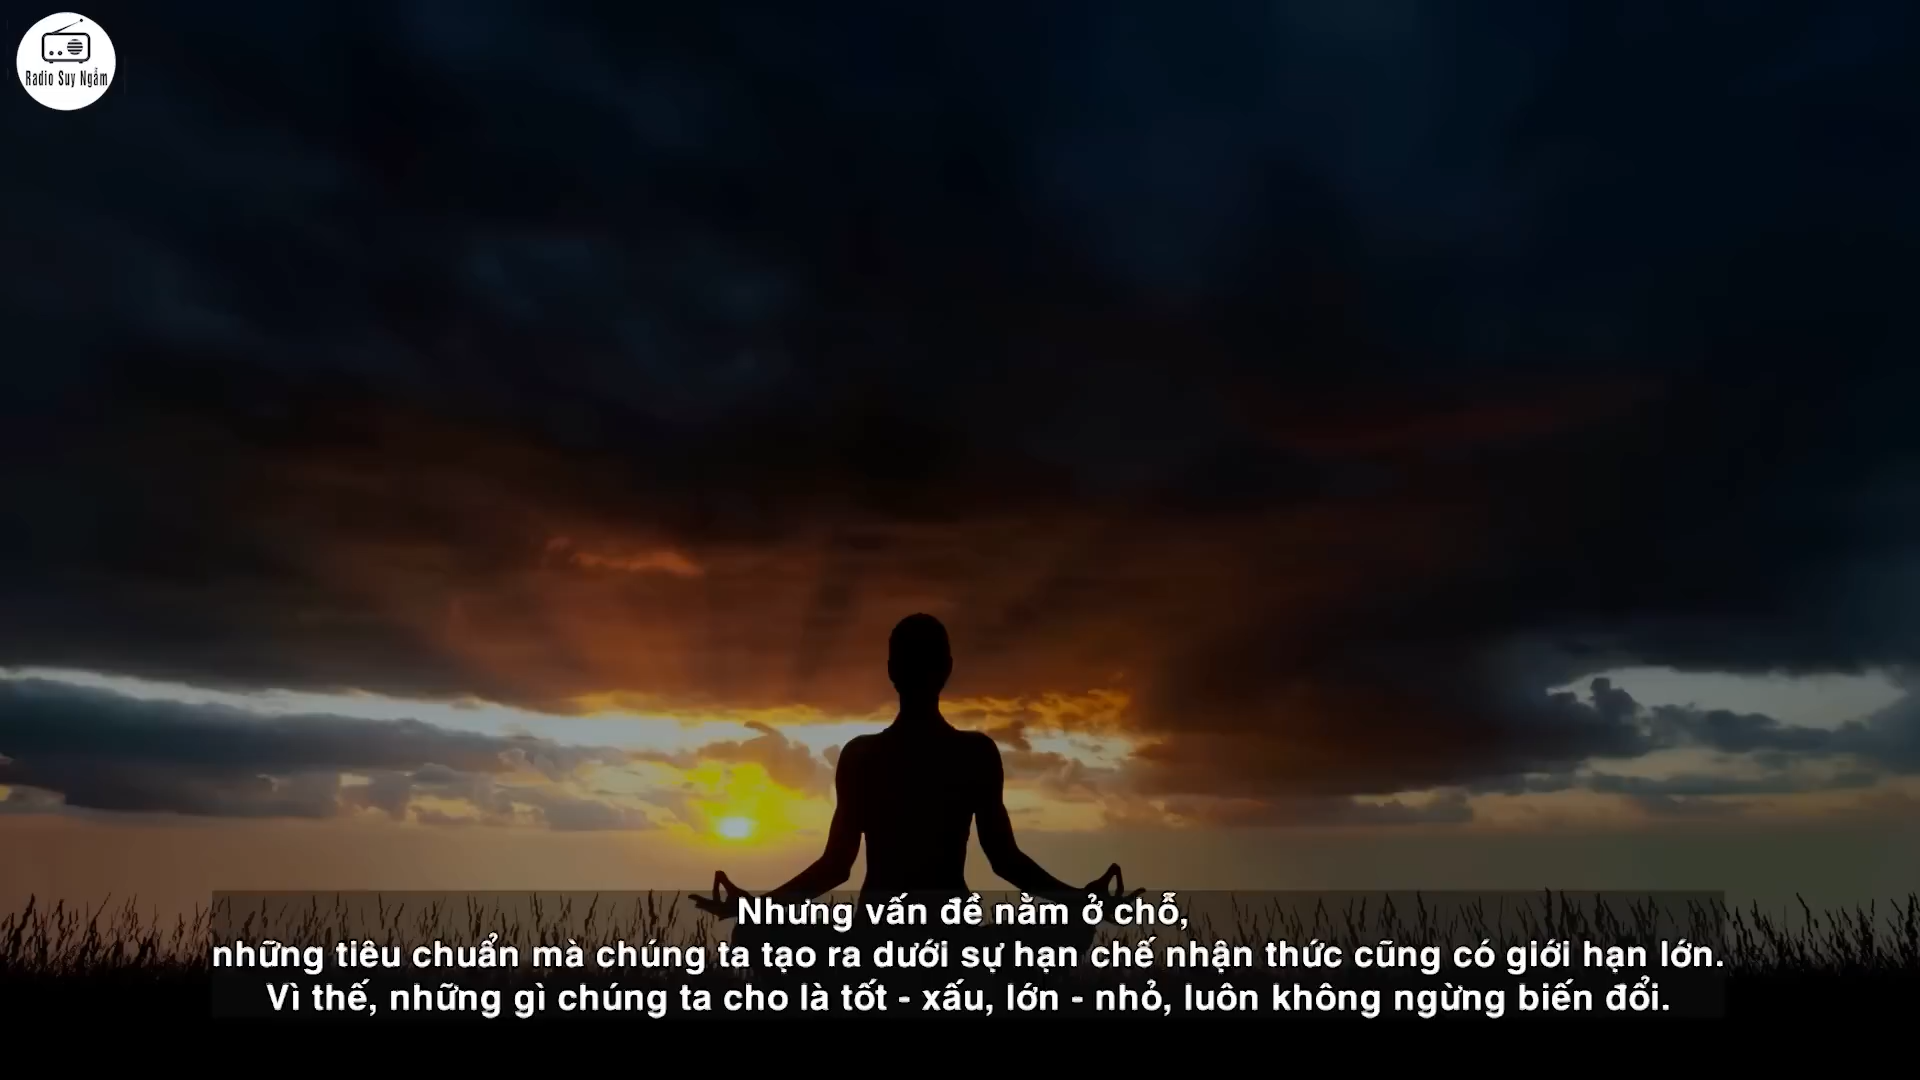 Radio Suy Ngẫm
Nhưng vấn đề nằm ở chỗ,
những tiêu chuẩn mà chúng ta tạo ra dưới sự hạn chế nhận thức cũng có giới hạn lớn.
Vì thế, những gì chúng ta cho là tốt - xấu, lớn - nhỏ, luôn không ngừng biến đổi.